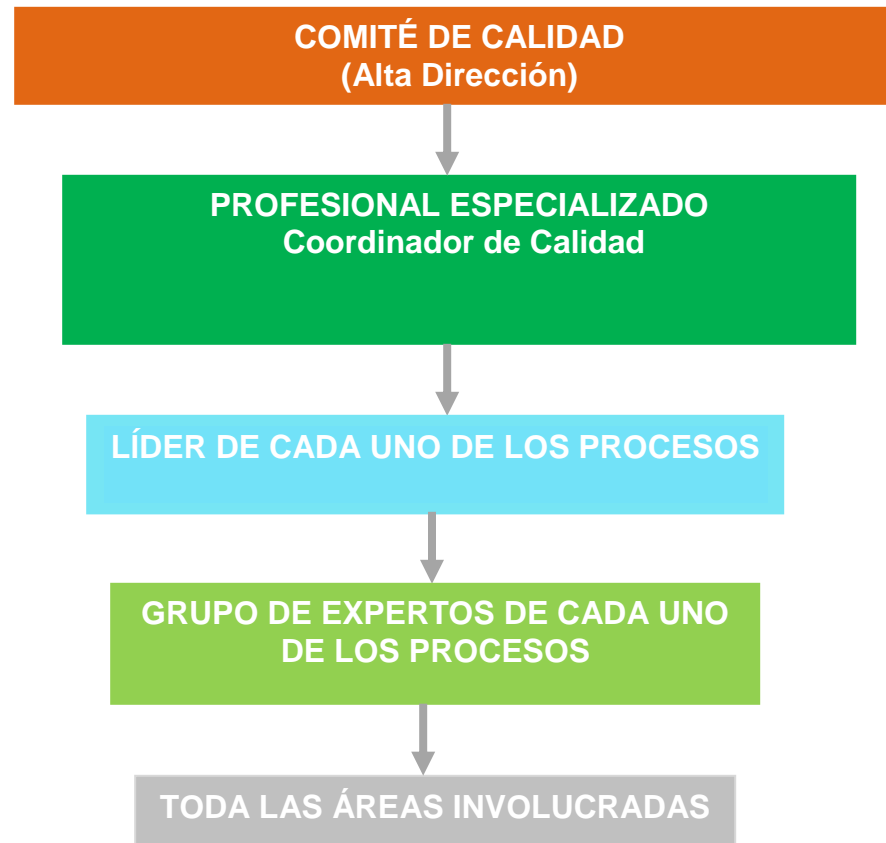 COMITÉ DE CALIDAD
(Alta Dirección)
PROFESIONAL ESPECIALIZADO
Coordinador de Calidad
LÍDER DE CADA UNO DE LOS PROCESOS
GRUPO DE EXPERTOS DE CADA UNO
DE LOS PROCESOS
TODA LAS ÁREAS INVOLUCRADAS